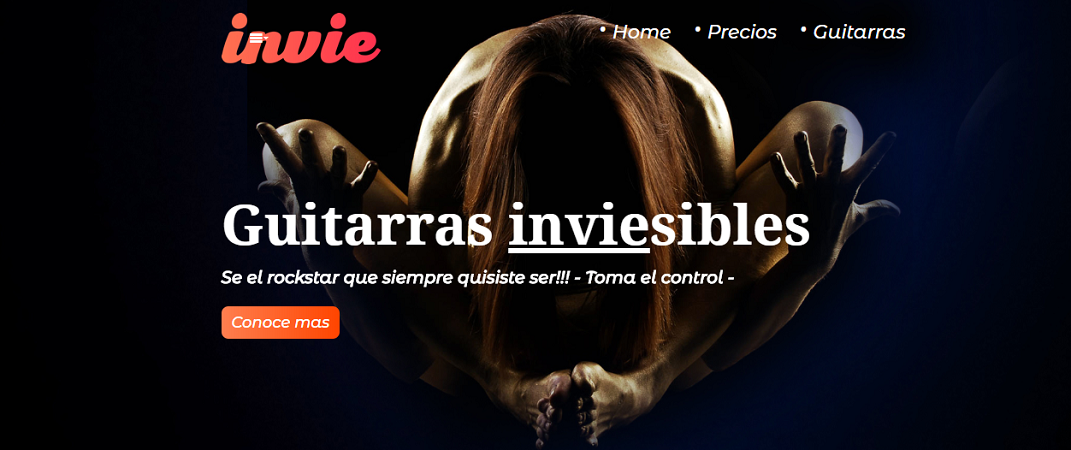 invie
• Home • Precios • Guitarras
Guitarras inviesibles
Se el rockstar que siempre quisiste ser!!! - Toma el control -
Conoce mas